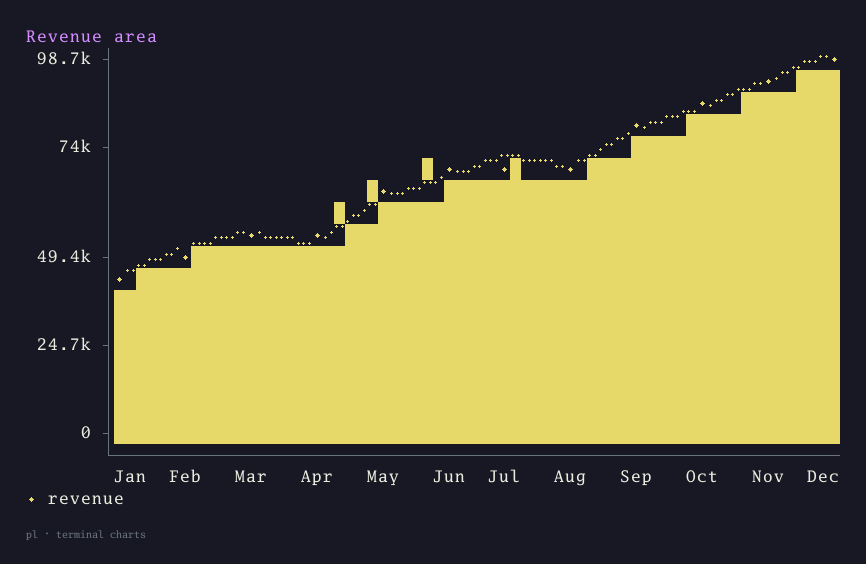 Revenue area
98.7k
74k
49.4k
24.7k
0
Jan Feb Mar Apr May Jun Jul Aug Sep Oct Nov Dec
revenue
pl · terminal charts